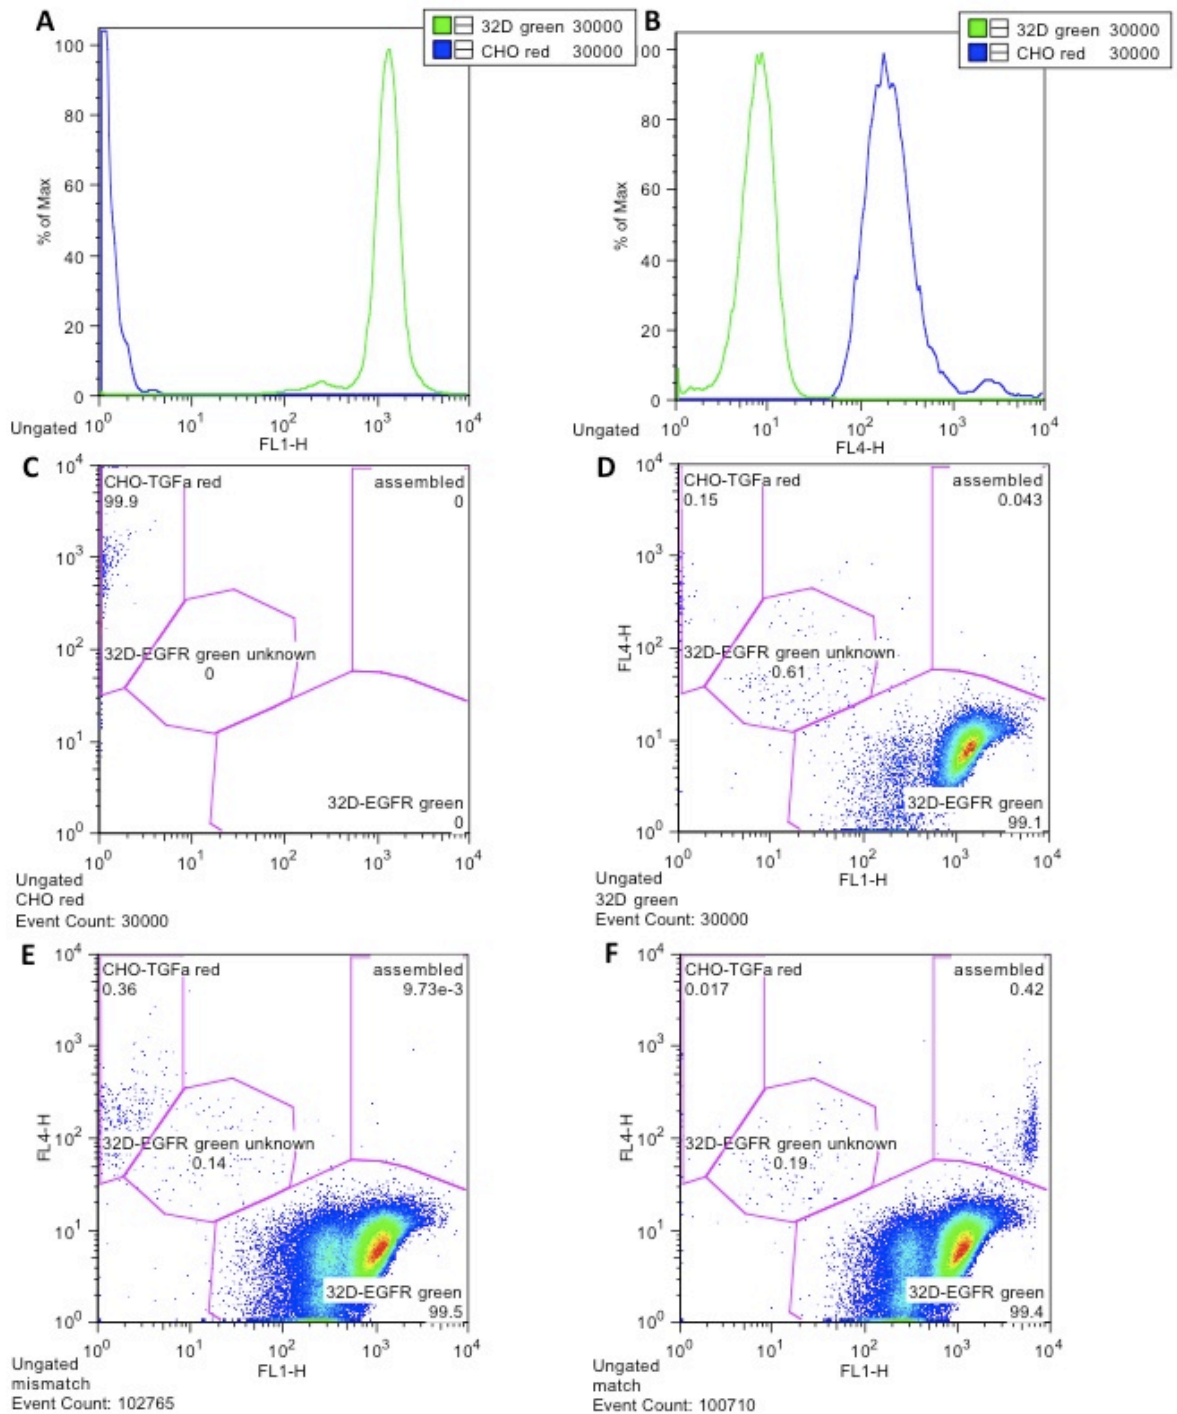 A
32D green 30000
CHO red 30000
100
80
60
40
20
0
% of Max
10^0 10^1 10^2 10^3 10^4
Ungated
FL1-H
B
32D green 30000
CHO red 30000
00
80
60
40
20
0
% of Max
10^0 10^1 10^2 10^3 10^4
Ungated
FL4-H
C
10^4
10^3
10^2
10^1
10^0
CHO-TGFa red
99.9
assembled
0
32D-EGFR green unknown
0
32D-EGFR green
0
10^0 10^1 10^2 10^3 10^4
Ungated
CHO red
Event Count: 30000
D
10^4
10^3
10^2
10^1
10^0
FL4-H
CHO-TGFa red
0.15
assembled
0.043
32D-EGFR green unknown
0.61
32D-EGFR green
99.1
10^0 10^1 10^2 10^3 10^4
FL1-H
Ungated
32D green
Event Count: 30000
E
10^4
10^3
10^2
10^1
10^0
FL4-H
CHO-TGFa red
0.36
assembled
9.73e-3
32D-EGFR green unknown
0.14
32D-EGFR green
99.5
10^0 10^1 10^2 10^3 10^4
FL1-H
Ungated
mismatch
Event Count: 102765
F
10^4
10^3
10^2
10^1
10^0
FL4-H
CHO-TGFa red
0.017
assembled
0.42
32D-EGFR green unknown
0.19
32D-EGFR green
99.4
10^0 10^1 10^2 10^3 10^4
FL1-H
Ungated
match
Event Count: 100710